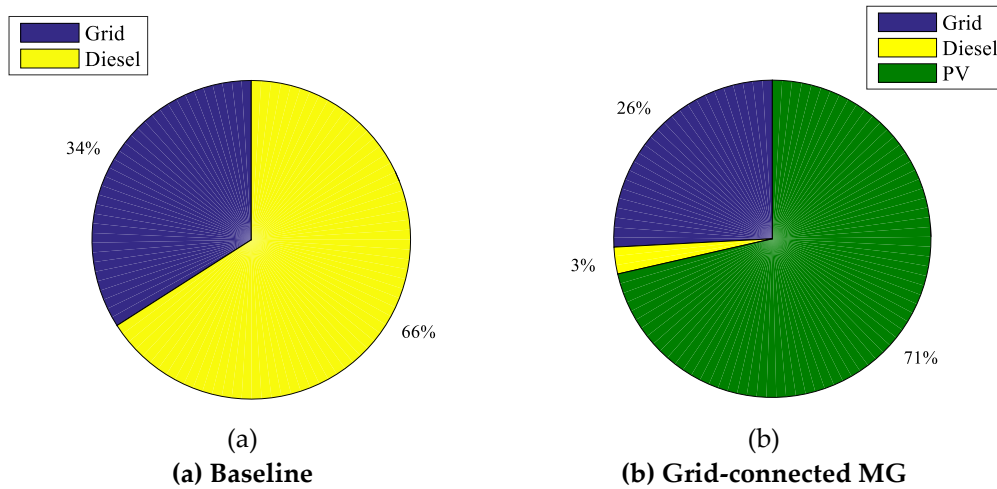 Grid
Diesel
34%
66%
(a)
(a) Baseline
Grid
Diesel
PV
26%
3%
71%
(b)
(b) Grid-connected MG